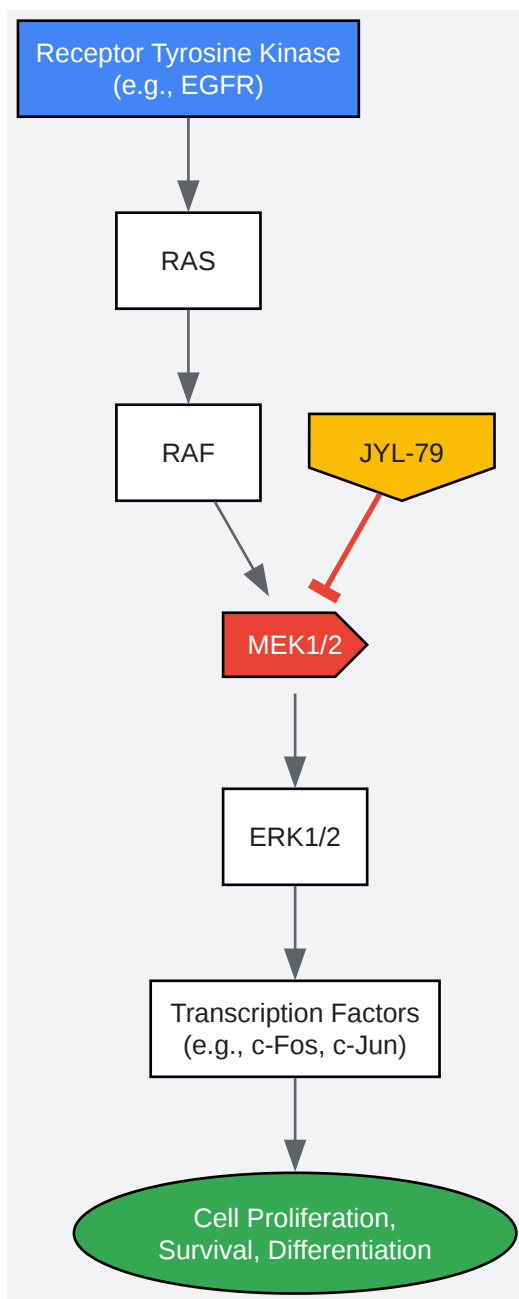 Receptor Tyrosine Kinase
(e.g., EGFR)
RAS
RAF
JYL-79
MEK1/2
ERK1/2
Transcription Factors
(e.g., c-Fos, c-Jun)
Cell Proliferation,
Survival, Differentiation